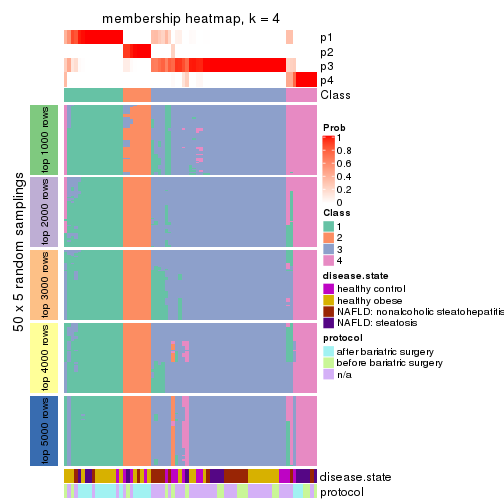 membership heatmap, k = 4
p1
p2
p3
p4
Class
50 x 5 random samplings
top 1000 rows
top 2000 rows
top 3000 rows
top 4000 rows
top 5000 rows
Prob
1
0.8
0.6
0.4
0.2
0
Class
1
2
3
4
disease.state
healthy control
healthy obese
NAFLD: nonalcoholic steatohepatitis
NAFLD: steatosis
protocol
after bariatric surgery
before bariatric surgery
n/a
disease.state
protocol